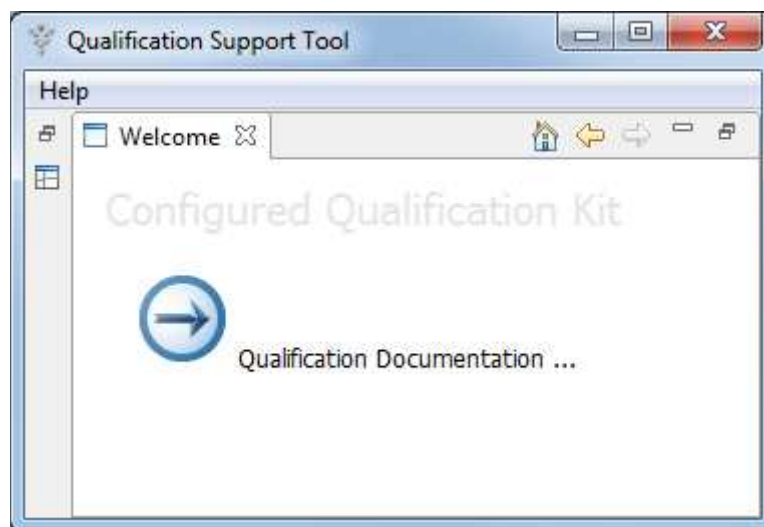 Qualification Support Tool
Help
Welcome
Configured Qualification Kit
Qualification Documentation ...